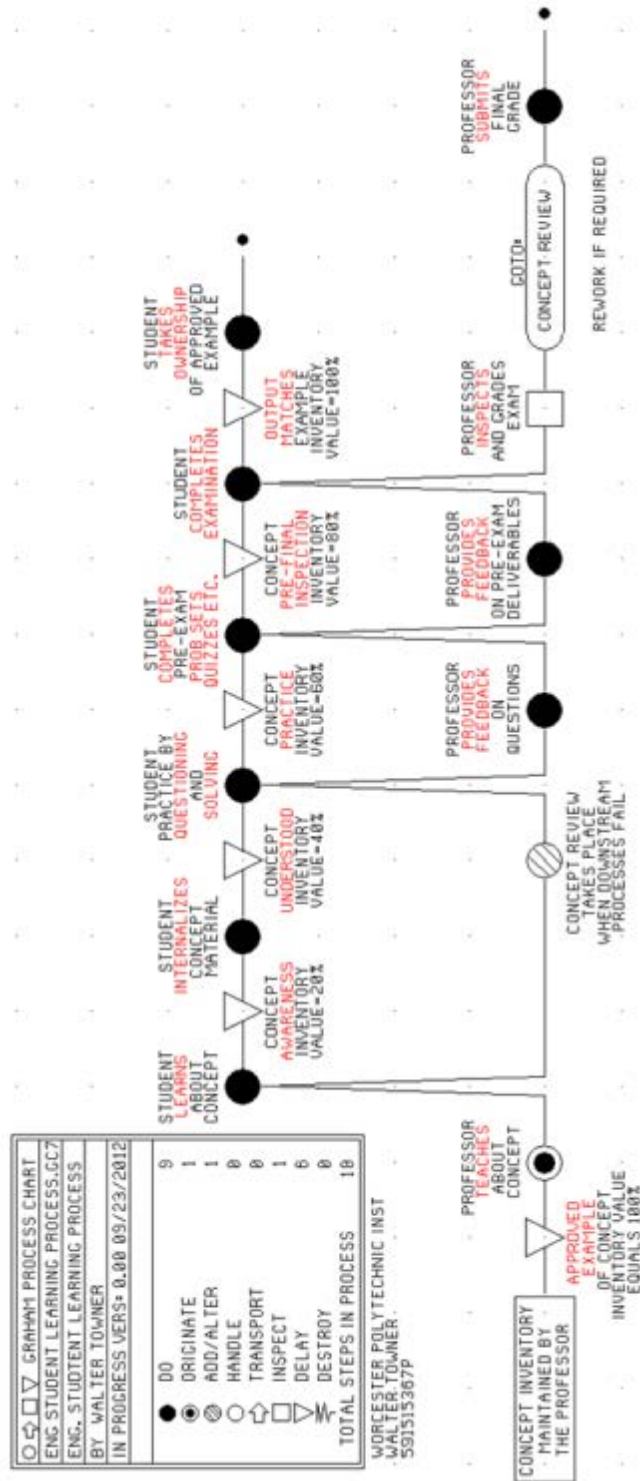 GRAHAM PROCESS CHART
ENG STUDENT LEARNING PROCESS.GC7
ENG. STUDTENT LEARNING PROCESS
BY WALTER TOWNER
IN PROGRESS VERS# 0.00 09/23/2012
DO 9
ORIGINATE 1
ADD/ALTER 1
HANDLE 0
TRANSPORT 0
INSPECT 1
DELAY 6
DESTROY 0
TOTAL STEPS IN PROCESS 18
WORCESTER POLYTECHNIC INST
WALTER TOWNER
591515367P
STUDENT
LEARNS
ABOUT
CONCEPT
CONCEPT
AWARENESS
INVENTORY
VALUE=20%
STUDENT
INTERNALIZES
CONCEPT
MATERIAL
CONCEPT
UNDERSTOOD
INVENTORY
VALUE=40%
STUDENT
PRACTICE BY
QUESTIONING
AND
SOLVING
CONCEPT
PRACTICE
INVENTORY
VALUE=60%
STUDENT
COMPLETES
PRE-EXAM
PROB SETS
QUIZZES ETC.
CONCEPT
PRE-FINAL
INSPECTION
INVENTORY
VALUE=80%
STUDENT
COMPLETES
EXAMINATION
OUTPUT
MATCHES
EXAMPLE
INVENTORY
VALUE=100%
STUDENT
TAKES
OWNERSHIP
OF APPROVED
EXAMPLE
CONCEPT INVENTORY
MAINTAINED BY
THE PROFESSOR
APPROVED
EXAMPLE
OF CONCEPT
INVENTORY VALUE
EQUALS 100%
PROFESSOR
TEACHES
ABOUT
CONCEPT
CONCEPT REVIEW
TAKES PLACE
WHEN DOWNSTREAM
PROCESSES FAIL
PROFESSOR
PROVIDES
FEEDBACK
ON
QUESTIONS
PROFESSOR
PROVIDES
FEEDBACK
ON PRE-EXAM
DELIVERABLES
PROFESSOR
INSPECTS
AND GRADES
EXAM
GOTO#
CONCEPT REVIEW
REWORK IF REQUIRED
PROFESSOR
SUBMITS
FINAL
GRADE